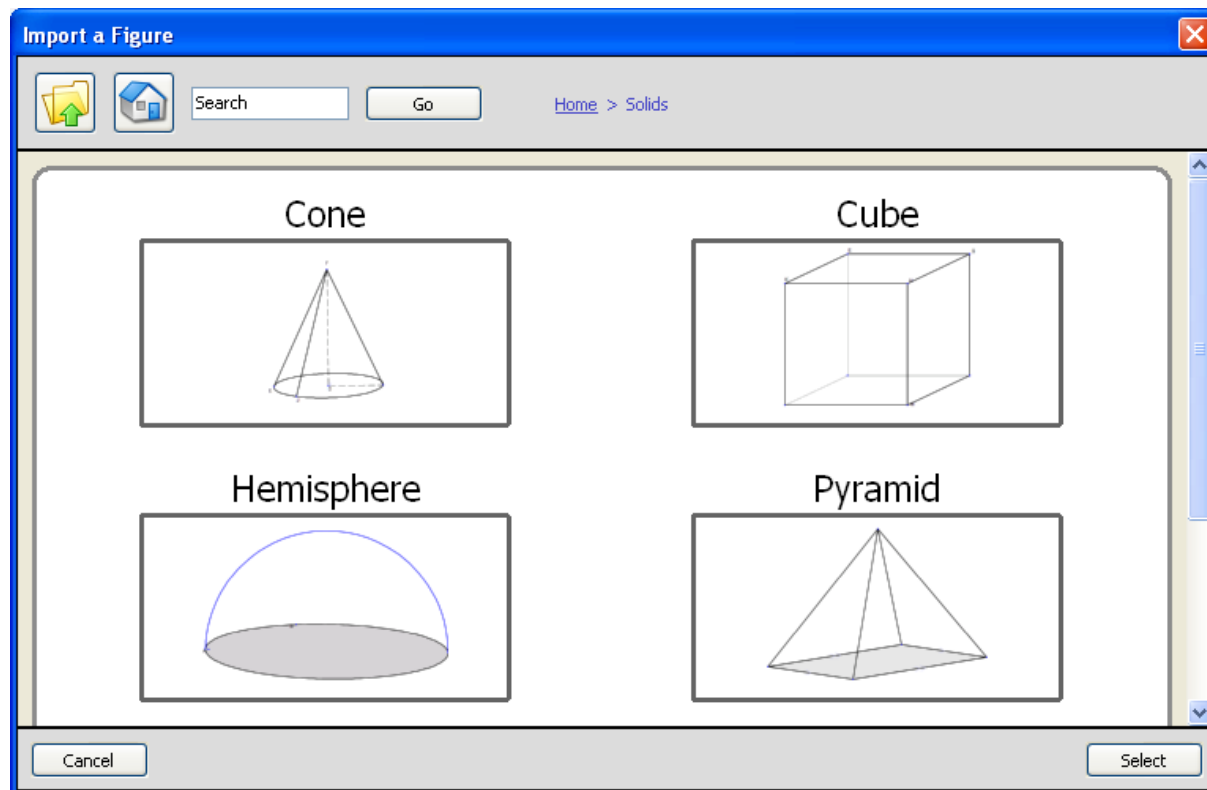 Import a Figure
Search
Go
Home > Solids
Cone
Cube
Hemisphere
Pyramid
Cancel
Select